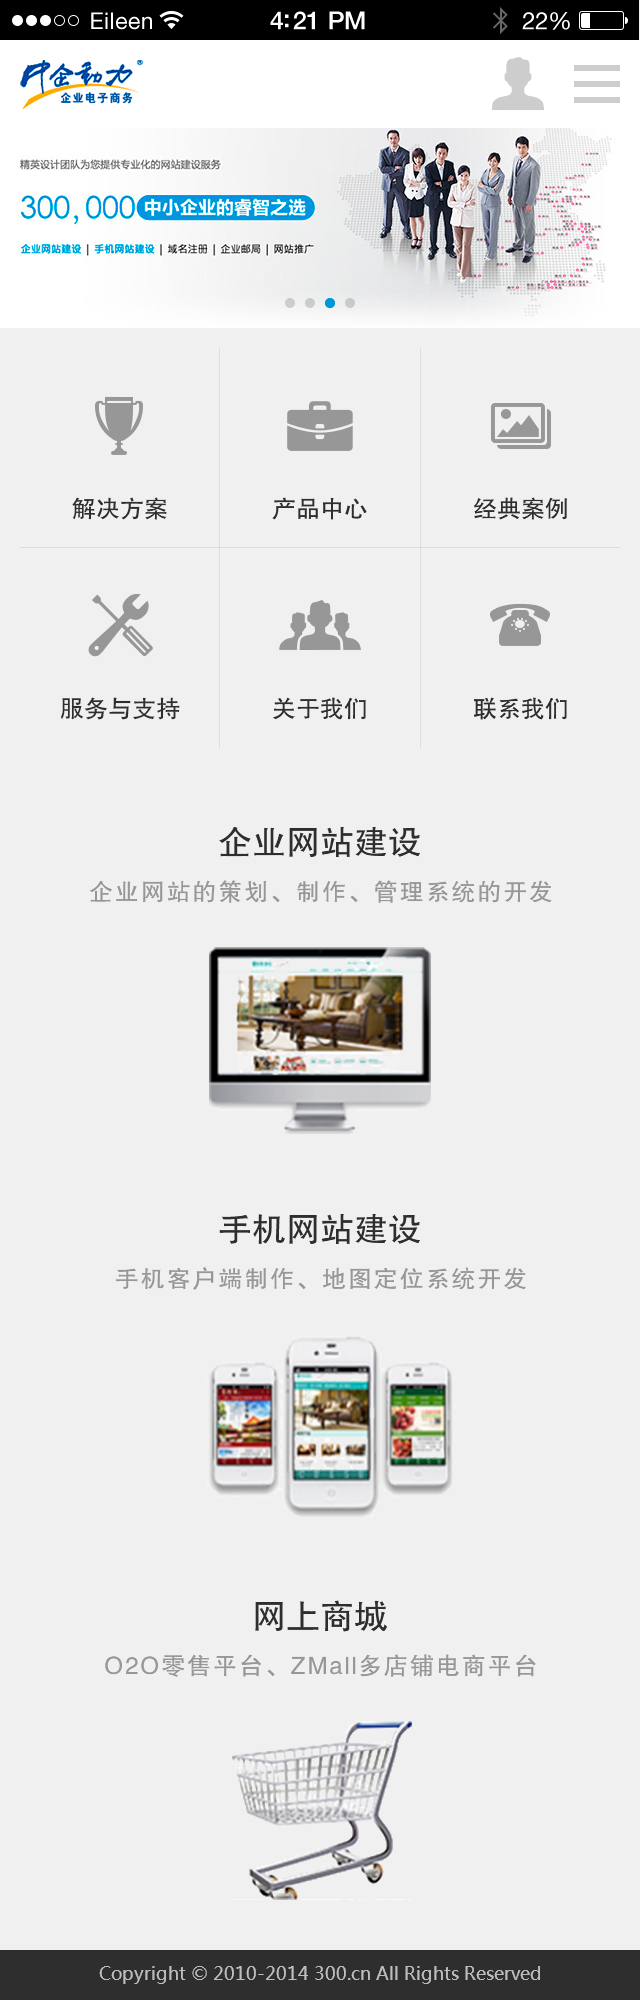 Eileen 4:21 PM 22%
中企動力®
企业电子商务
精英设计团队为您提供专业化的网站建设服务
300,000中小企业的睿智之选
企业网站建设 | 手机网站建设 | 域名注册 | 企业邮局 | 网站推广
解决方案 产品中心 经典案例
服务与支持 关于我们 联系我们
企业网站建设
企业网站的策划、制作、管理系统的开发
手机网站建设
手机客户端制作、地图定位系统开发
网上商城
O2O零售平台、ZMall多店铺电商平台
Copyright © 2010-2014 300.cn All Rights Reserved